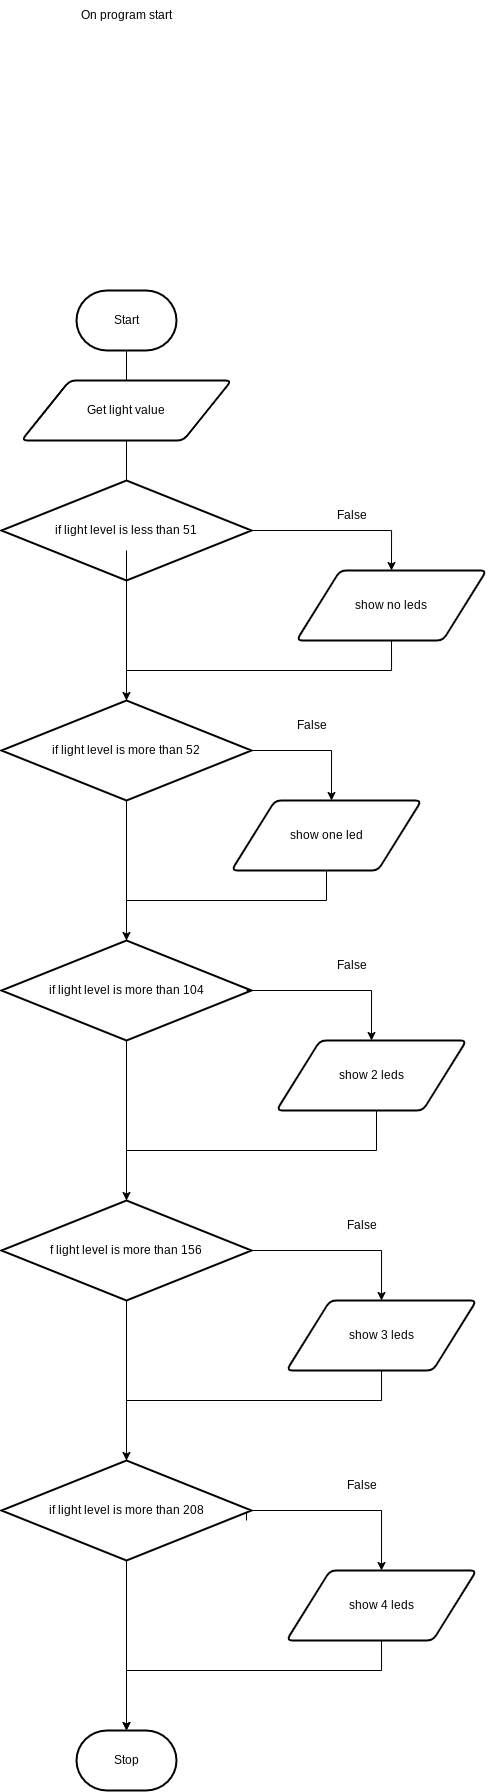 On program start
Start
Get light value
if light level is less than 51
False
show no leds
False
if light level is more than 52
show one led
False
if light level is more than 104
show 2 leds
False
f light level is more than 156
show 3 leds
False
if light level is more than 208
show 4 leds
Stop